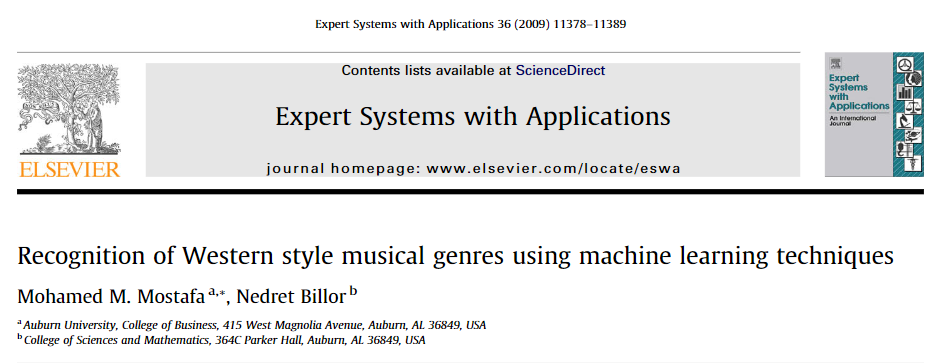 Expert Systems with Applications 36 (2009) 11378–11389
Contents lists available at ScienceDirect
Expert Systems with Applications
journal homepage: www.elsevier.com/locate/eswa
ELSEVIER
Expert
Systems
with
Applications
An International
Journal
Recognition of Western style musical genres using machine learning techniques
Mohamed M. Mostafa a,*, Nedret Billor b
a Auburn University, College of Business, 415 West Magnolia Avenue, Auburn, AL 36849, USA
b College of Sciences and Mathematics, 364C Parker Hall, Auburn, AL 36849, USA